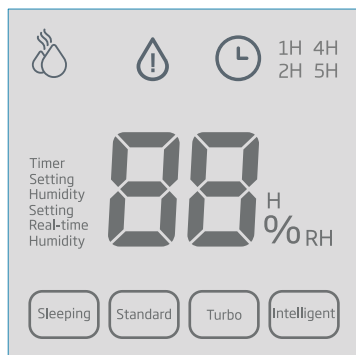 1H 4H
2H 5H
Timer
Setting
Humidity
Setting
Real-time
Humidity
88
H
% RH
Sleeping
Standard
Turbo
Intelligent